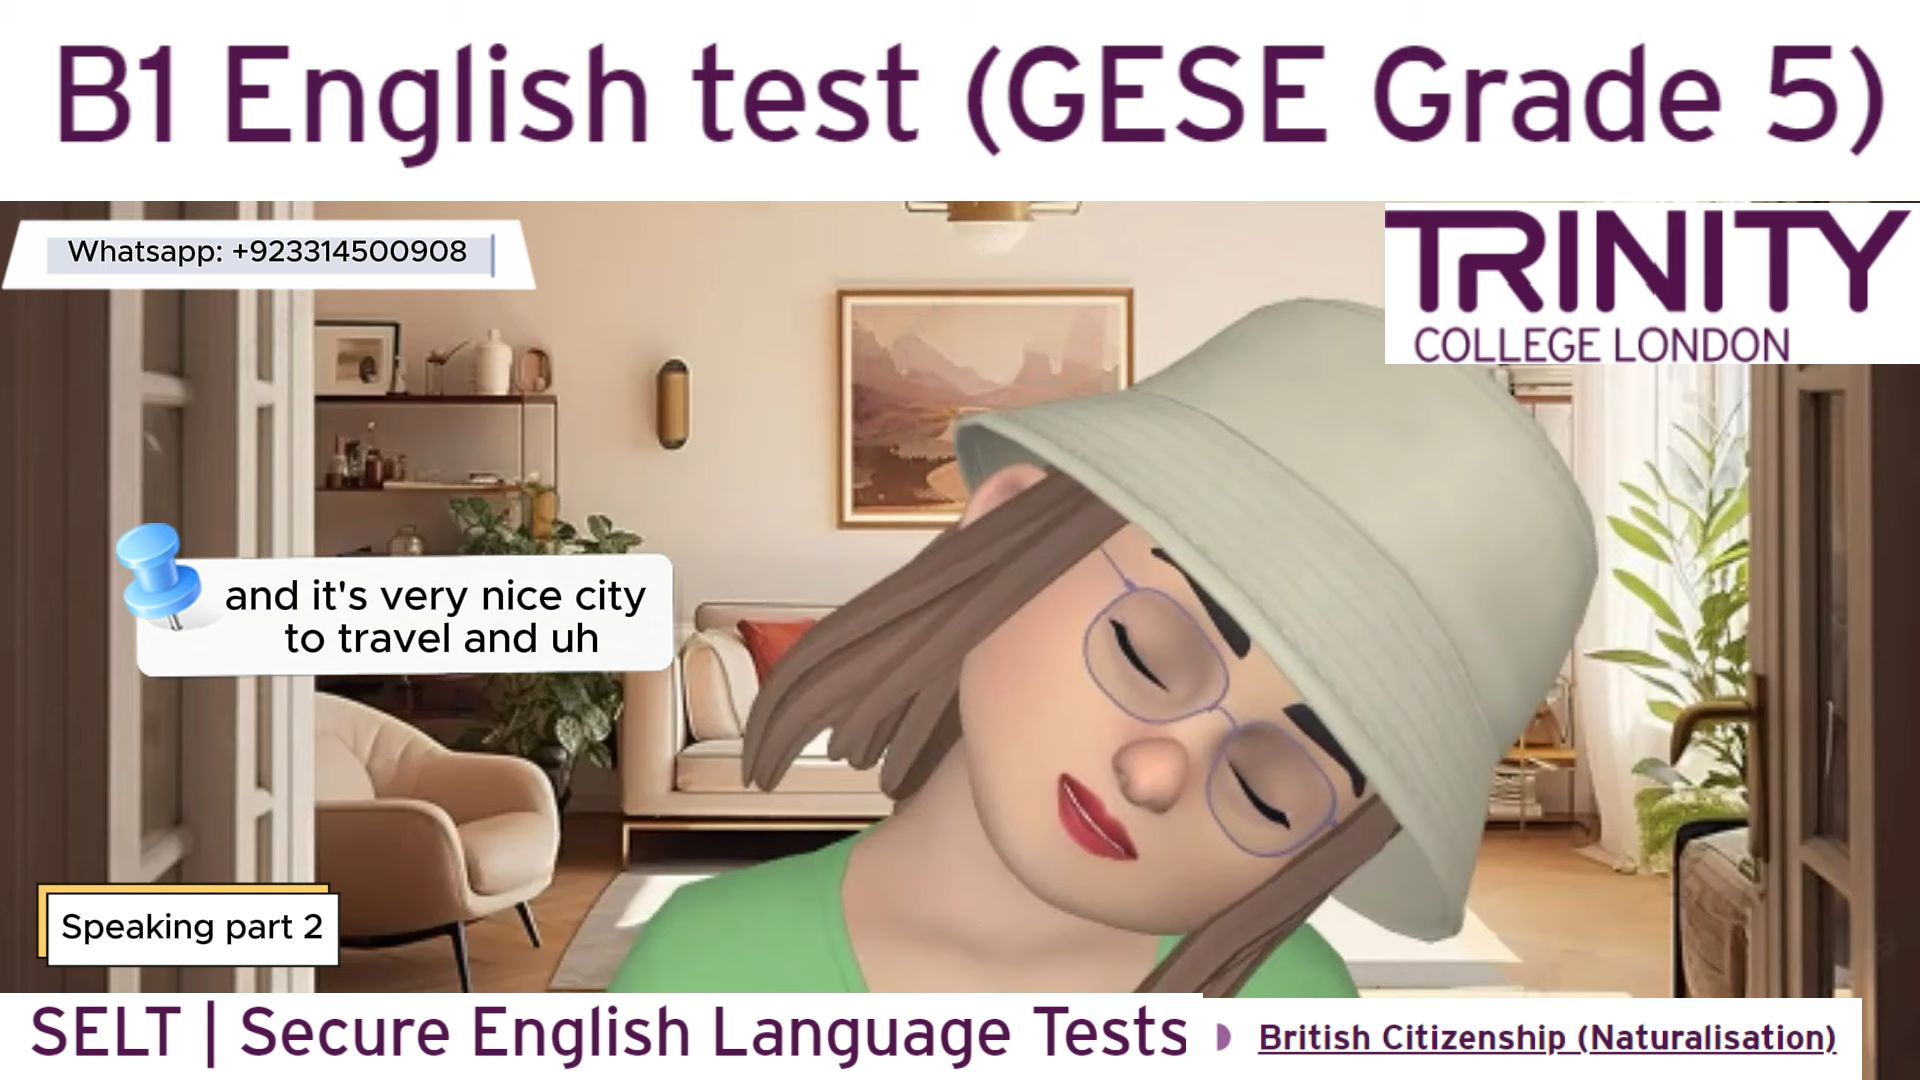 B1 English test (GESE Grade 5)
Whatsapp: +923314500908
TRINITY
COLLEGE LONDON
and it's very nice city
to travel and uh
Speaking part 2
SELT | Secure English Language Tests
British Citizenship (Naturalisation)